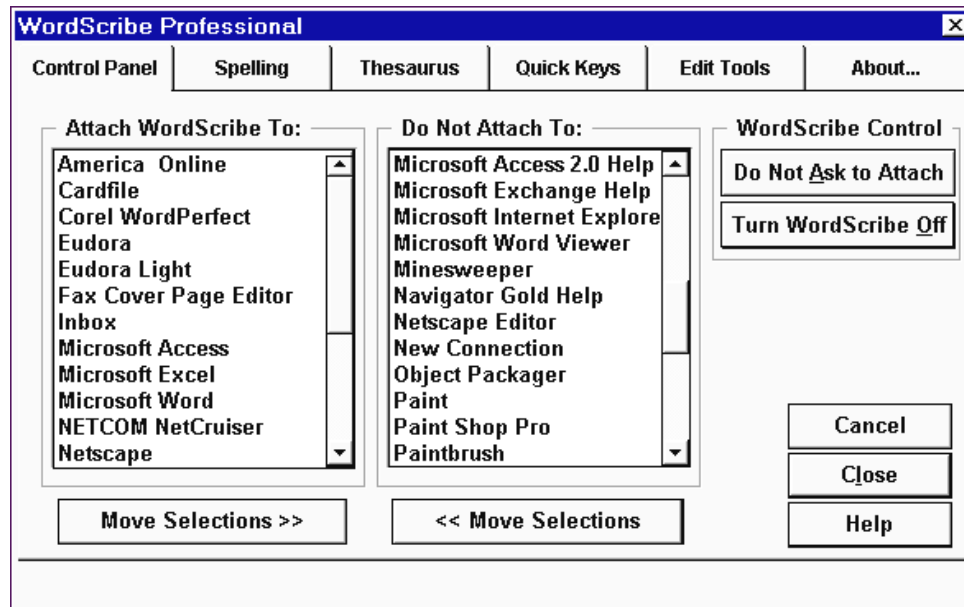 WordScribe Professional
Control Panel Spelling Thesaurus Quick Keys Edit Tools About...
Attach WordScribe To:
America Online
Cardfile
Corel WordPerfect
Eudora
Eudora Light
Fax Cover Page Editor
Inbox
Microsoft Access
Microsoft Excel
Microsoft Word
NETCOM NetCruiser
Netscape
Move Selections >>
Do Not Attach To:
Microsoft Access 2.0 Help
Microsoft Exchange Help
Microsoft Internet Explore
Microsoft Word Viewer
Minesweeper
Navigator Gold Help
Netscape Editor
New Connection
Object Packager
Paint
Paint Shop Pro
Paintbrush
<< Move Selections
WordScribe Control
Do Not Ask to Attach
Turn WordScribe Off
Cancel
Close
Help